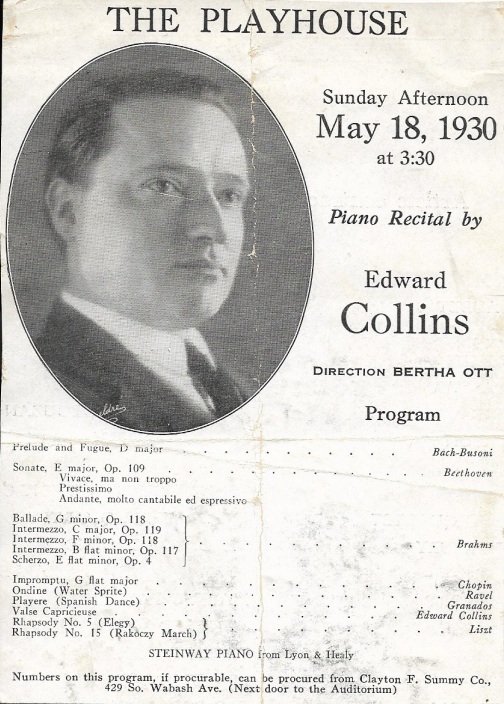 THE PLAYHOUSE
Sunday Afternoon
May 18, 1930
at 3:30
Piano Recital by
Edward
Collins
DIRECTION BERTHA OTT
Program
Prelude and Fugue, D major . . . . . . . . Bach-Busoni
Sonate, E major, Op. 109 . . . . . . . . Beethoven
Vivace, ma non troppo
Prestissimo
Andante, molto cantabile ed espressivo
Ballade, G minor, Op. 118
Intermezzo, C major, Op. 119
Intermezzo, F minor, Op. 118
Intermezzo, B flat minor, Op. 117 . . . . . . . . Brahms
Scherzo, E flat minor, Op. 4
Impromptu, G flat major . . . . . . . . Chopin
Ondine (Water Sprite) . . . . . . . . Ravel
Playere (Spanish Dance) . . . . . . . . Granados
Valse Capricieuse . . . . . . . . Edward Collins
Rhapsody No. 5 (Elegy)
Rhapsody No. 15 (Rakoczy March) . . . . . . . . Liszt
STEINWAY PIANO from Lyon & Healy
Numbers on this program, if procurable, can be procured from Clayton F. Summy Co.,
429 So. Wabash Ave. (Next door to the Auditorium)